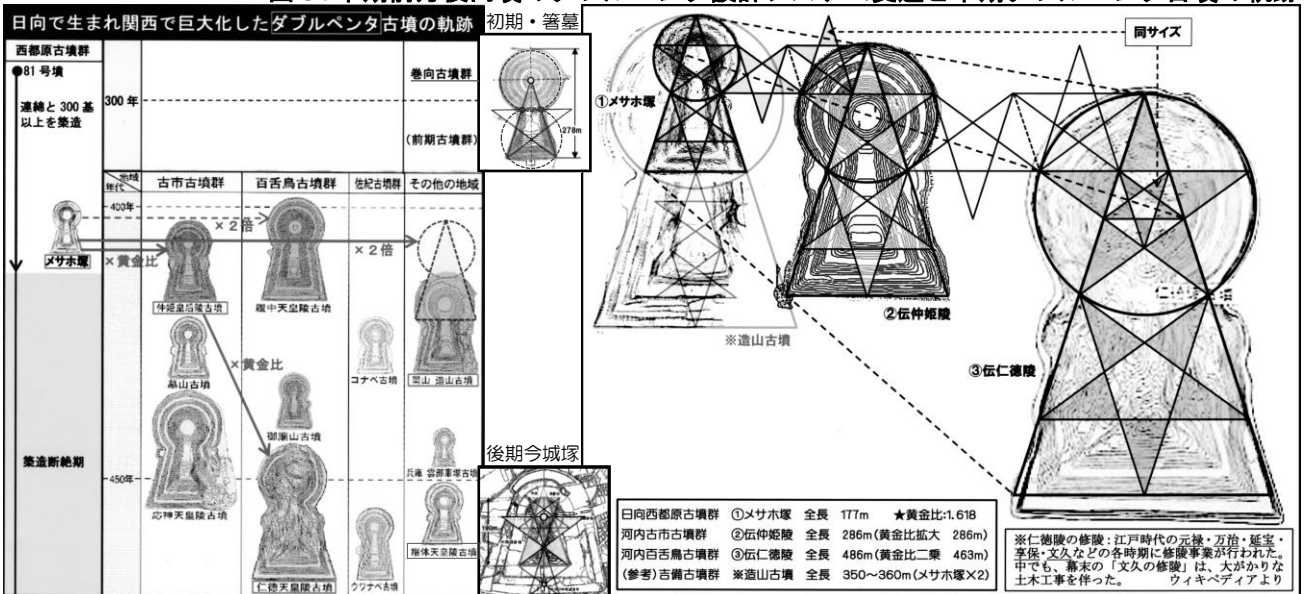 日向で生まれ関西で巨大化したダブルペンタ古墳の軌跡
西都原古墳群
●81号墳
連綿と300基
以上を築造
メサホ塚
築造断絶期
300年
400年
450年
巻向古墳群
(前期古墳群)
地域
年代
古市古墳群
百舌鳥古墳群
佐紀古墳群
その他の地域
×2倍
×2倍
×黄金比
仲姫皇后陵古墳
履中天皇陵古墳
墓山古墳
×黄金比
コナベ古墳
岡山 造山古墳
御廟山古墳
応神天皇陵古墳
仁徳天皇陵古墳
ウワナベ古墳
兵庫 雲部車塚古墳
継体天皇陵古墳
初期・箸墓
278m
後期今城塚
①メサホ塚
②伝仲姫陵
※造山古墳
③伝仁徳陵
同サイズ
日向西都原古墳群 ①メサホ塚 全長 177m ★黄金比:1.618
河内古市古墳群 ②伝仲姫陵 全長 286m(黄金比拡大 286m)
河内百舌鳥古墳群 ③伝仁徳陵 全長 486m(黄金比二乗 463m)
(参考)吉備古墳群 ※造山古墳 全長 350～360m(メサホ塚×2)
※仁徳陵の修陵:江戸時代の元禄・万治・延宝・
享保・文久などの各時期に修陵事業が行われた。
中でも、幕末の「文久の修陵」は、大がかりな
土木工事を伴った。 ウィキペディアより